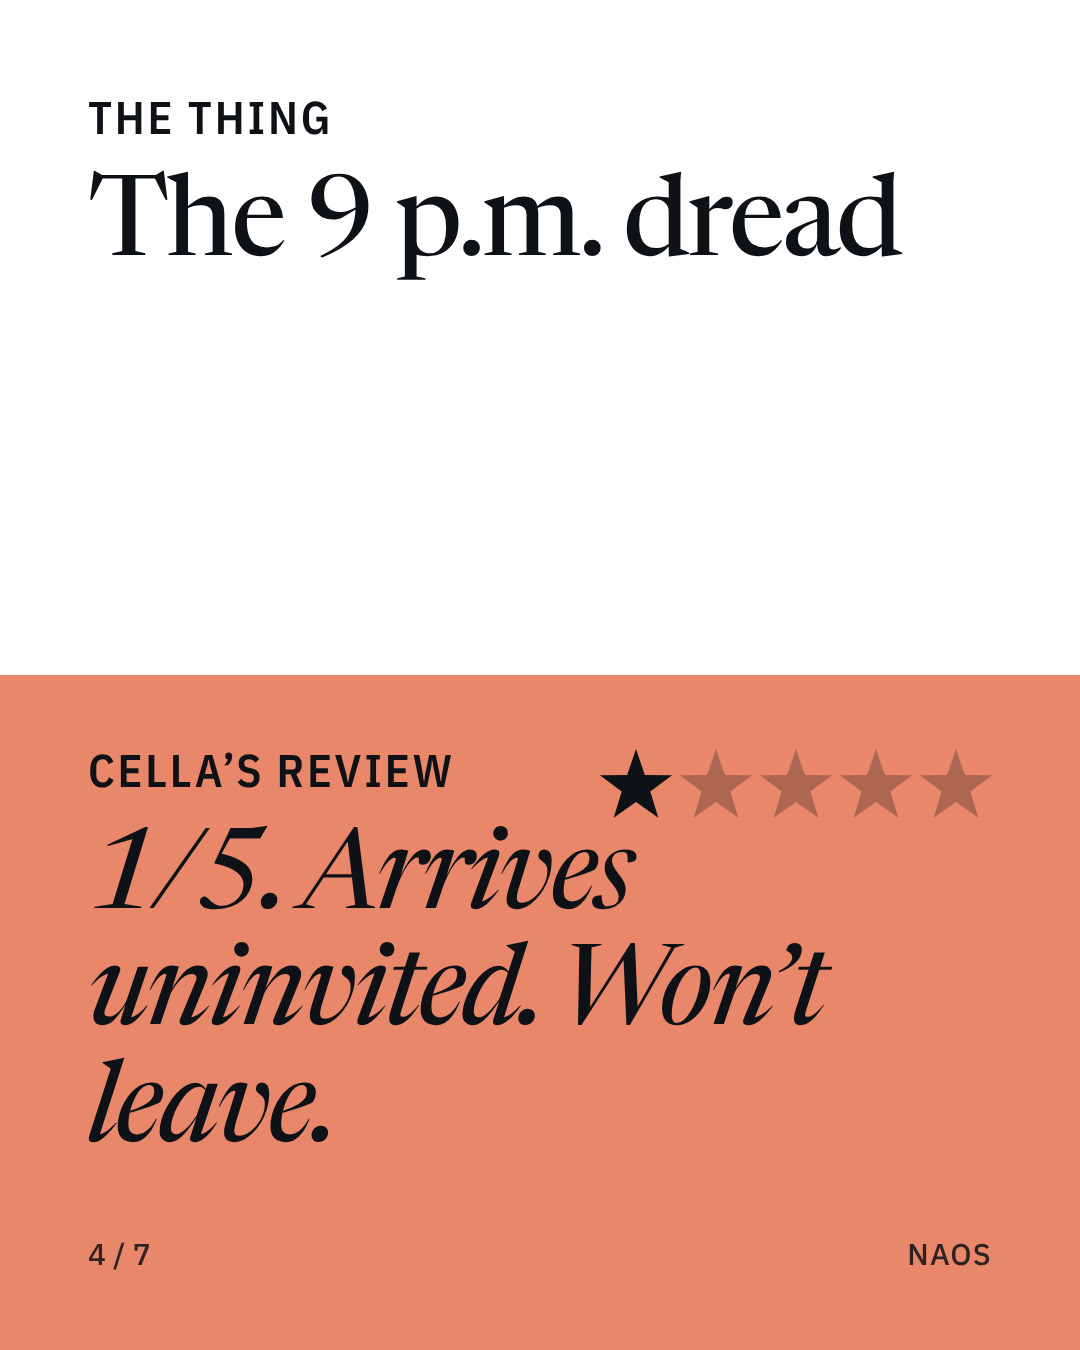 THE THING
The 9 p.m. dread
CELLA’S REVIEW
1/5. Arrives
uninvited. Won’t
leave.
4 / 7
NAOS